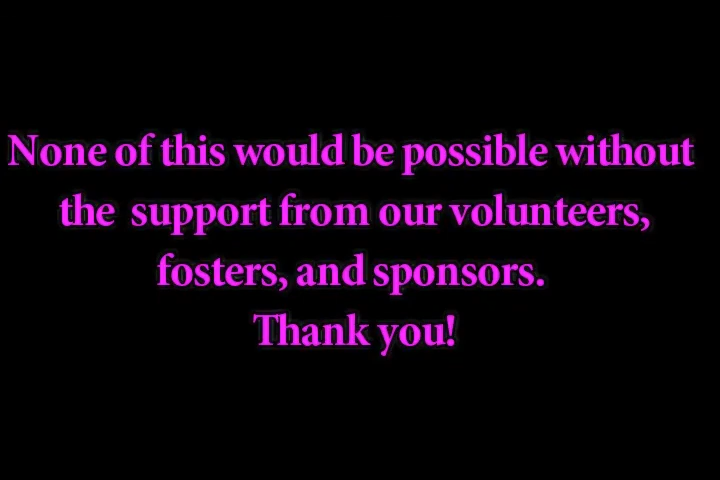 None of this would be possible without
the  support from our volunteers,
fosters, and sponsors.
Thank you!